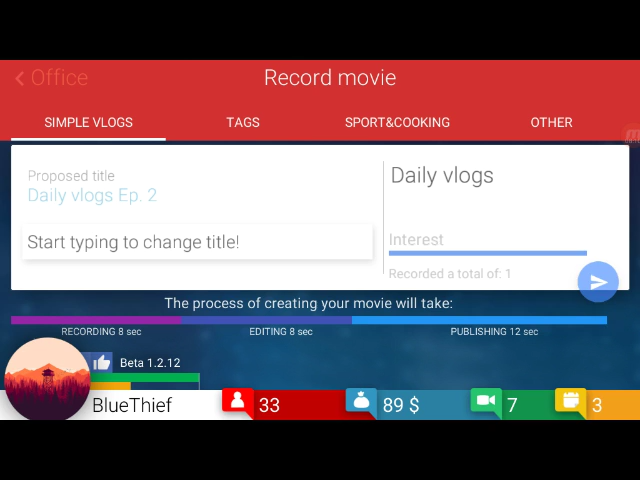 Office
Record movie
SIMPLE VLOGS
TAGS
SPORT&COOKING
OTHER
Proposed title
Daily vlogs Ep. 2
Start typing to change title!
Daily vlogs
Interest
Recorded a total of: 1
The process of creating your movie will take:
RECORDING 8 sec
EDITING 8 sec
PUBLISHING 12 sec
Beta 1.2.12
BlueThief
33
89 $
7
3